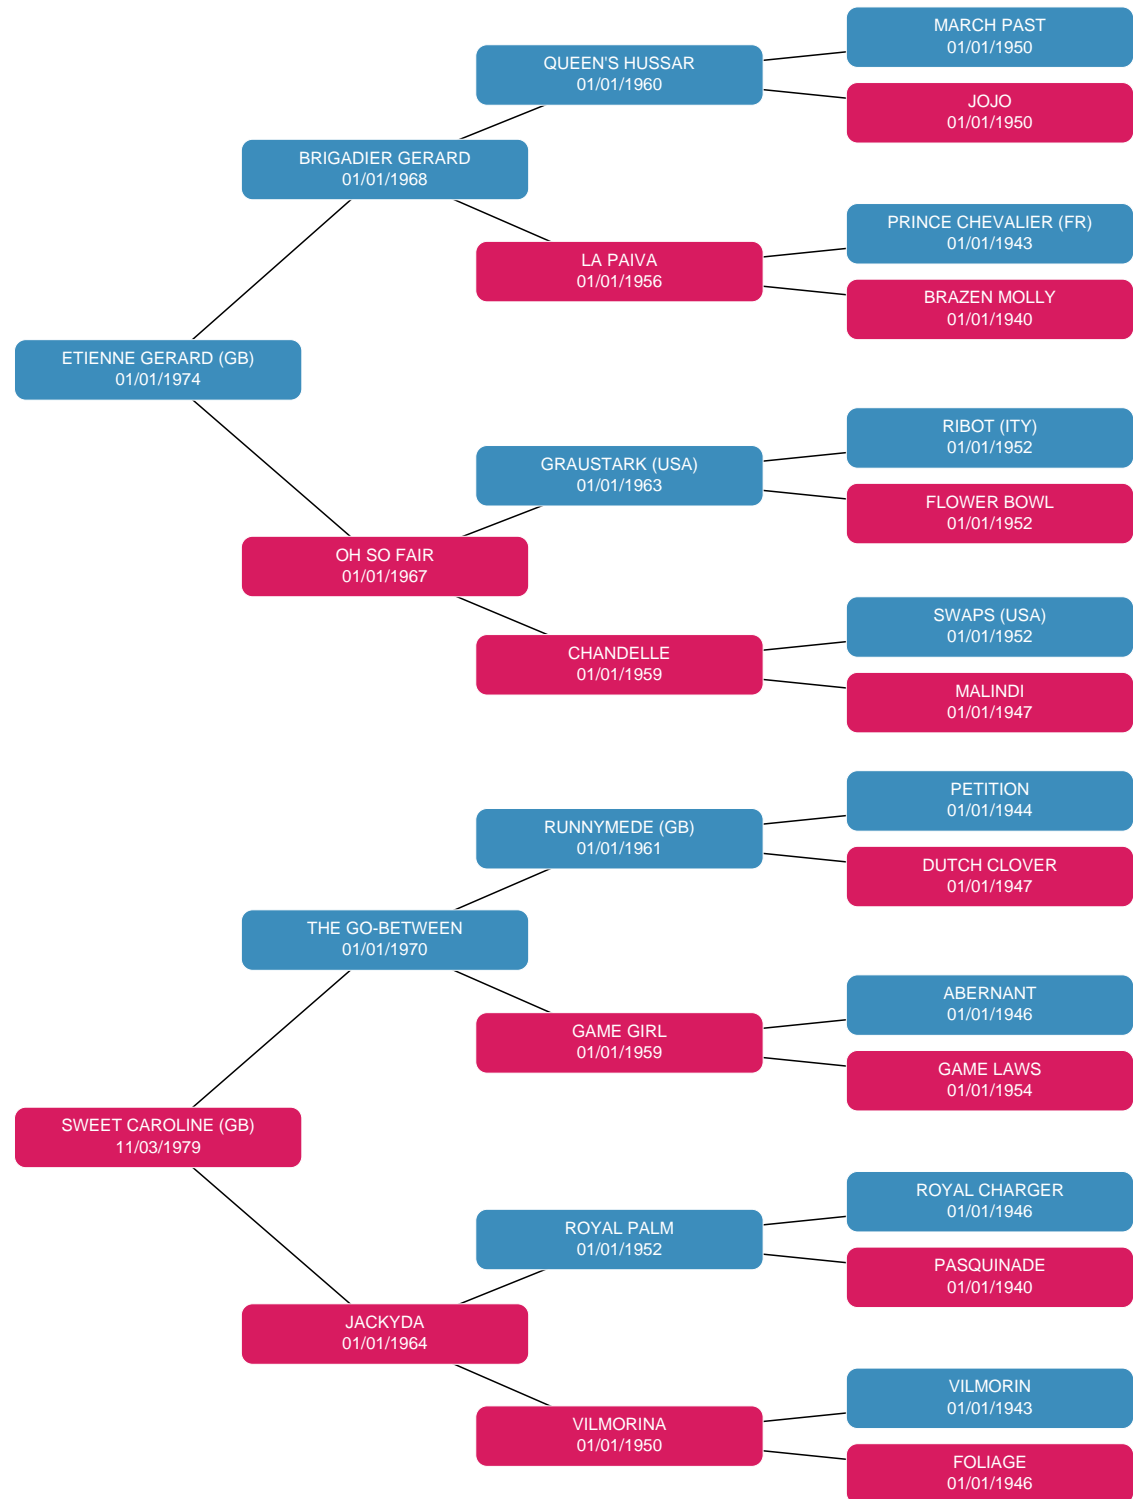 MARCH PAST
01/01/1950
QUEEN'S HUSSAR
01/01/1960
JOJO
01/01/1950
BRIGADIER GERARD
01/01/1968
PRINCE CHEVALIER (FR)
01/01/1943
LA PAIVA
01/01/1956
BRAZEN MOLLY
01/01/1940
ETIENNE GERARD (GB)
01/01/1974
RIBOT (ITY)
01/01/1952
GRAUSTARK (USA)
01/01/1963
FLOWER BOWL
01/01/1952
OH SO FAIR
01/01/1967
SWAPS (USA)
01/01/1952
CHANDELLE
01/01/1959
MALINDI
01/01/1947
PETITION
01/01/1944
RUNNYMEDE (GB)
01/01/1961
DUTCH CLOVER
01/01/1947
THE GO-BETWEEN
01/01/1970
ABERNANT
01/01/1946
GAME GIRL
01/01/1959
GAME LAWS
01/01/1954
SWEET CAROLINE (GB)
11/03/1979
ROYAL CHARGER
01/01/1946
ROYAL PALM
01/01/1952
PASQUINADE
01/01/1940
JACKYDA
01/01/1964
VILMORIN
01/01/1943
VILMORINA
01/01/1950
FOLIAGE
01/01/1946